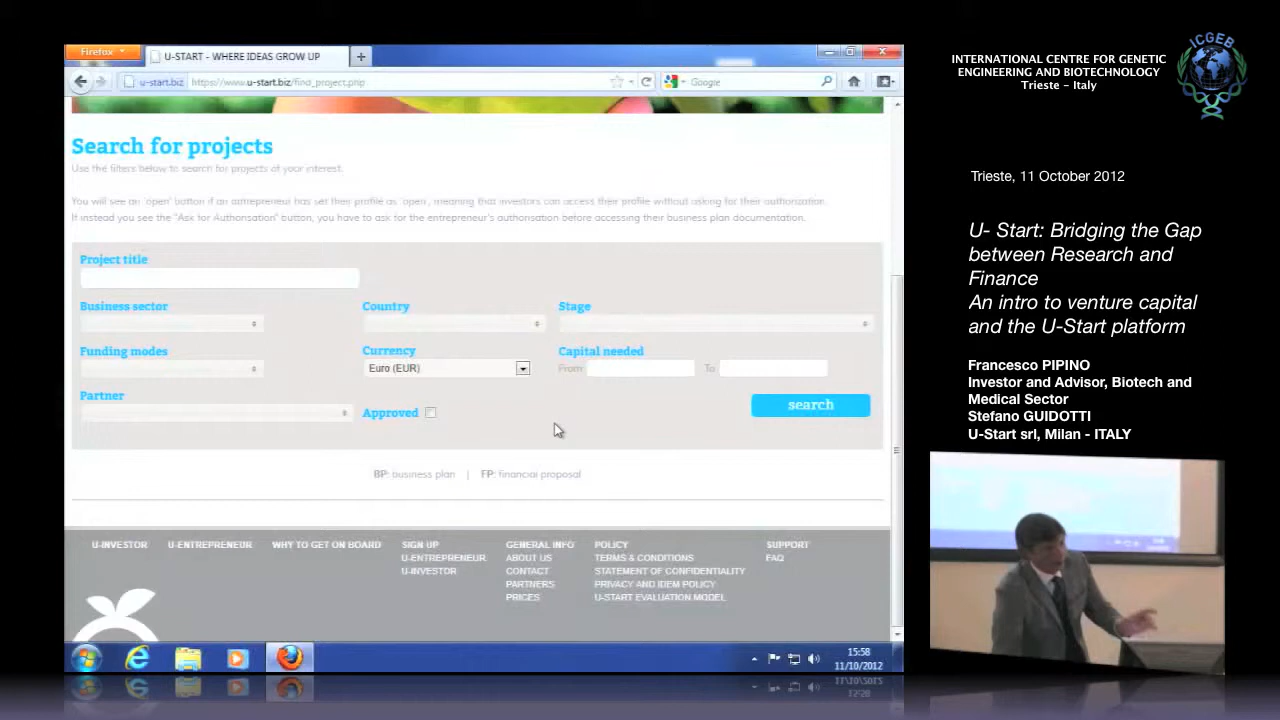 Firefox
U-START - WHERE IDEAS GROW UP
u-start.biz
https://www.u-start.biz/find_project.php
Google
Search for projects
Use the filters below to search for projects of your interest.
You will see an "open" button if an entrepreneur has set their profile as "open", meaning that investors can access their profile without asking for their authorization.
If instead you see the "Ask for Authorisation" button, you have to ask for the entrepreneur's authorisation before accessing their business plan documentation.
Project title
Business sector
Country
Stage
Funding modes
Currency
Capital needed
Euro (EUR)
From:
To:
Partner
Approved
search
BP: business plan | FP: financial proposal
U-INVESTOR
U-ENTREPRENEUR
WHY TO GET ON BOARD
SIGN UP
U-ENTREPRENEUR
U-INVESTOR
GENERAL INFO
ABOUT US
CONTACT
PARTNERS
PRICES
POLICY
TERMS & CONDITIONS
STATEMENT OF CONFIDENTIALITY
PRIVACY AND IDEM POLICY
U-START EVALUATION MODEL
SUPPORT
FAQ
15:58
11/10/2012
INTERNATIONAL CENTRE FOR GENETIC
ENGINEERING AND BIOTECHNOLOGY
Trieste - Italy
ICGEB
Trieste, 11 October 2012
U- Start: Bridging the Gap
between Research and
Finance
An intro to venture capital
and the U-Start platform
Francesco PIPINO
Investor and Advisor, Biotech and
Medical Sector
Stefano GUIDOTTI
U-Start srl, Milan - ITALY